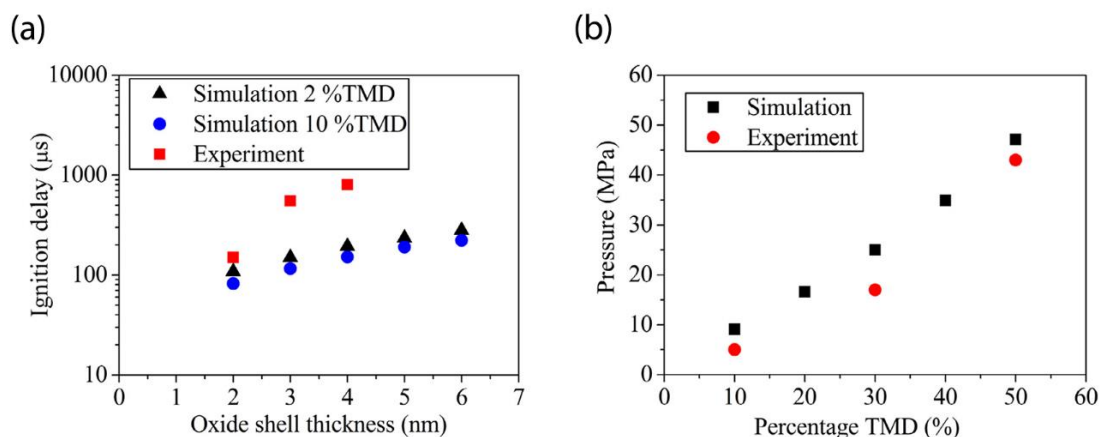 (a)
10000
1000
100
10
Ignition delay (μs)
Simulation 2 %TMD
Simulation 10 %TMD
Experiment
0 1 2 3 4 5 6 7
Oxide shell thickness (nm)
(b)
60
50
40
30
20
10
0
Pressure (MPa)
Simulation
Experiment
0 10 20 30 40 50 60
Percentage TMD (%)